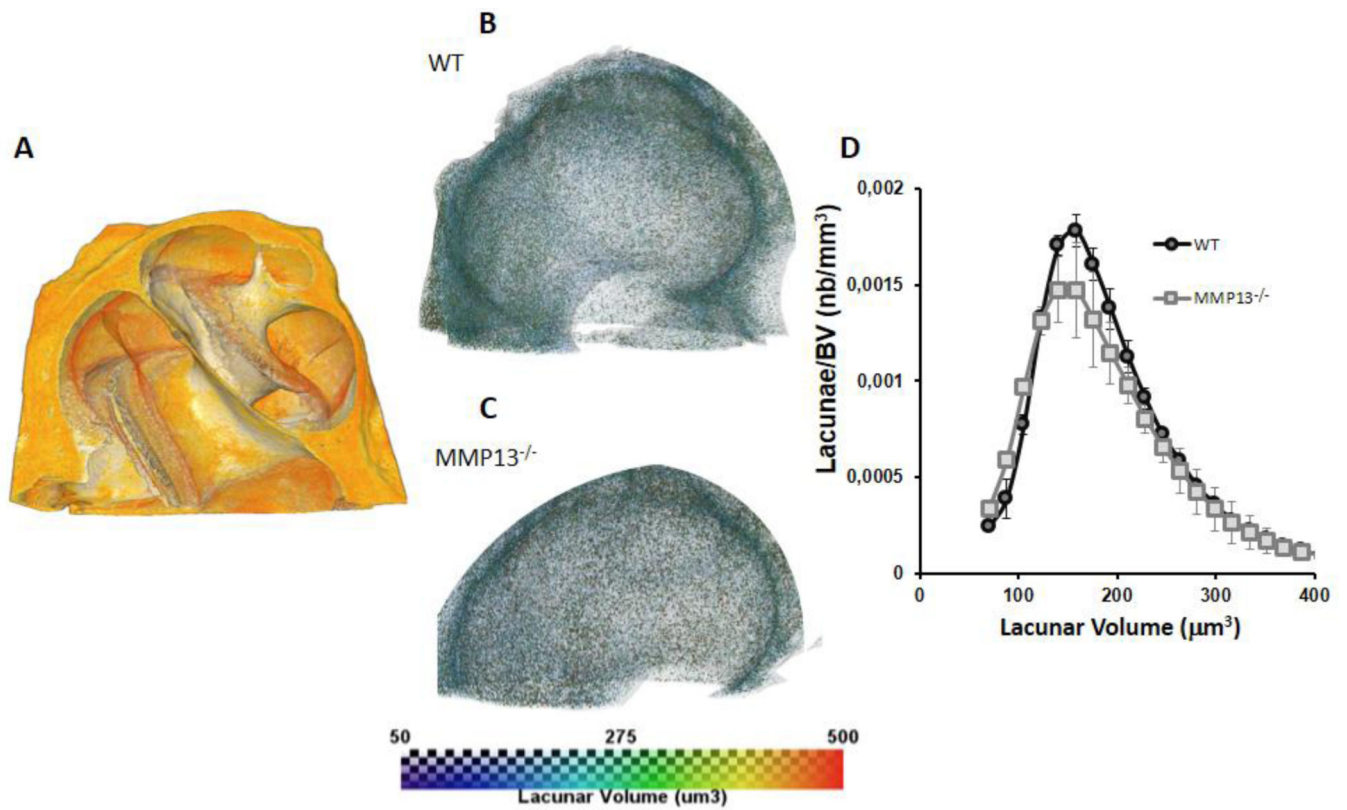 A
B
WT
C
MMP13-/-
50 275 500
Lacunar Volume (um3)
D
0,002
0,0015
0,001
0,0005
0
Lacunae/BV (nb/mm3)
WT
MMP13-/-
0 100 200 300 400
Lacunar Volume (μm3)